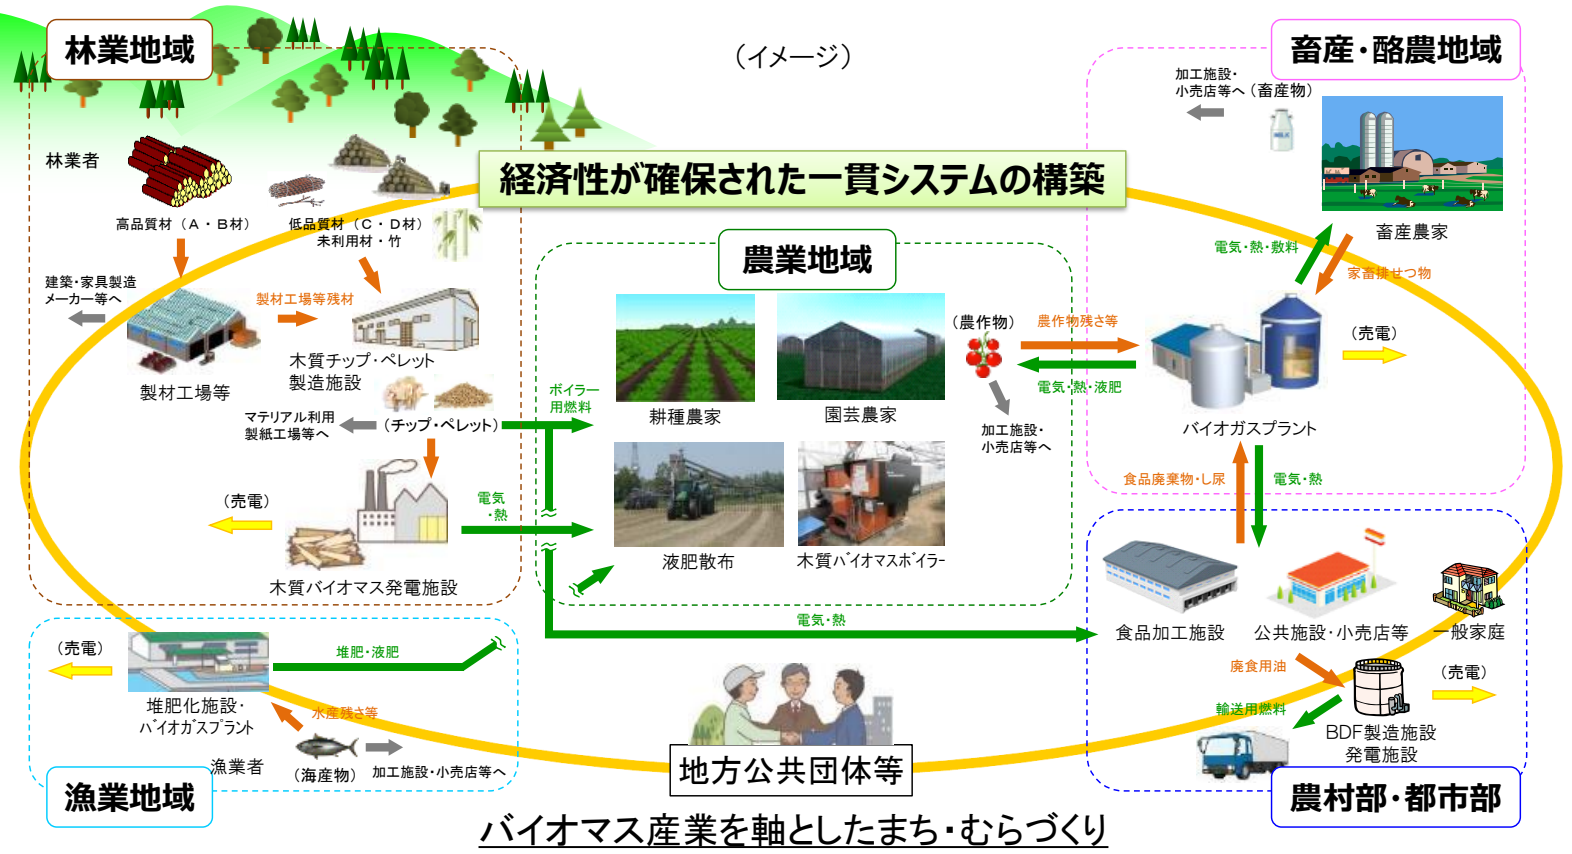 林業地域
(イメージ)
畜産・酪農地域
加工施設・
小売店等へ
(畜産物)
林業者
経済性が確保された一貫システムの構築
高品質材(A・B材)
低品質材(C・D材)
未利用材・竹
畜産農家
電気・熱・敷料
家畜排せつ物
農業地域
建築・家具製造
メーカー等へ
製材工場等残材
製材工場等
木質チップ・ペレット
製造施設
(農作物)
農作物残さ等
電気・熱・液肥
(売電)
バイオガスプラント
ボイラー
用燃料
耕種農家
園芸農家
加工施設・
小売店等へ
マテリアル利用
製紙工場等へ
(チップ・ペレット)
(売電)
電気
・熱
液肥散布
木質バイオマスボイラー
木質バイオマス発電施設
食品廃棄物・し尿
電気・熱
電気・熱
食品加工施設
公共施設・小売店等
一般家庭
(売電)
堆肥・液肥
堆肥化施設・
バイオガスプラント
水産残さ等
漁業者
(海産物)
加工施設・小売店等へ
漁業地域
廃食用油
(売電)
輸送用燃料
BDF製造施設
発電施設
農村部・都市部
地方公共団体等
バイオマス産業を軸としたまち・むらづくり